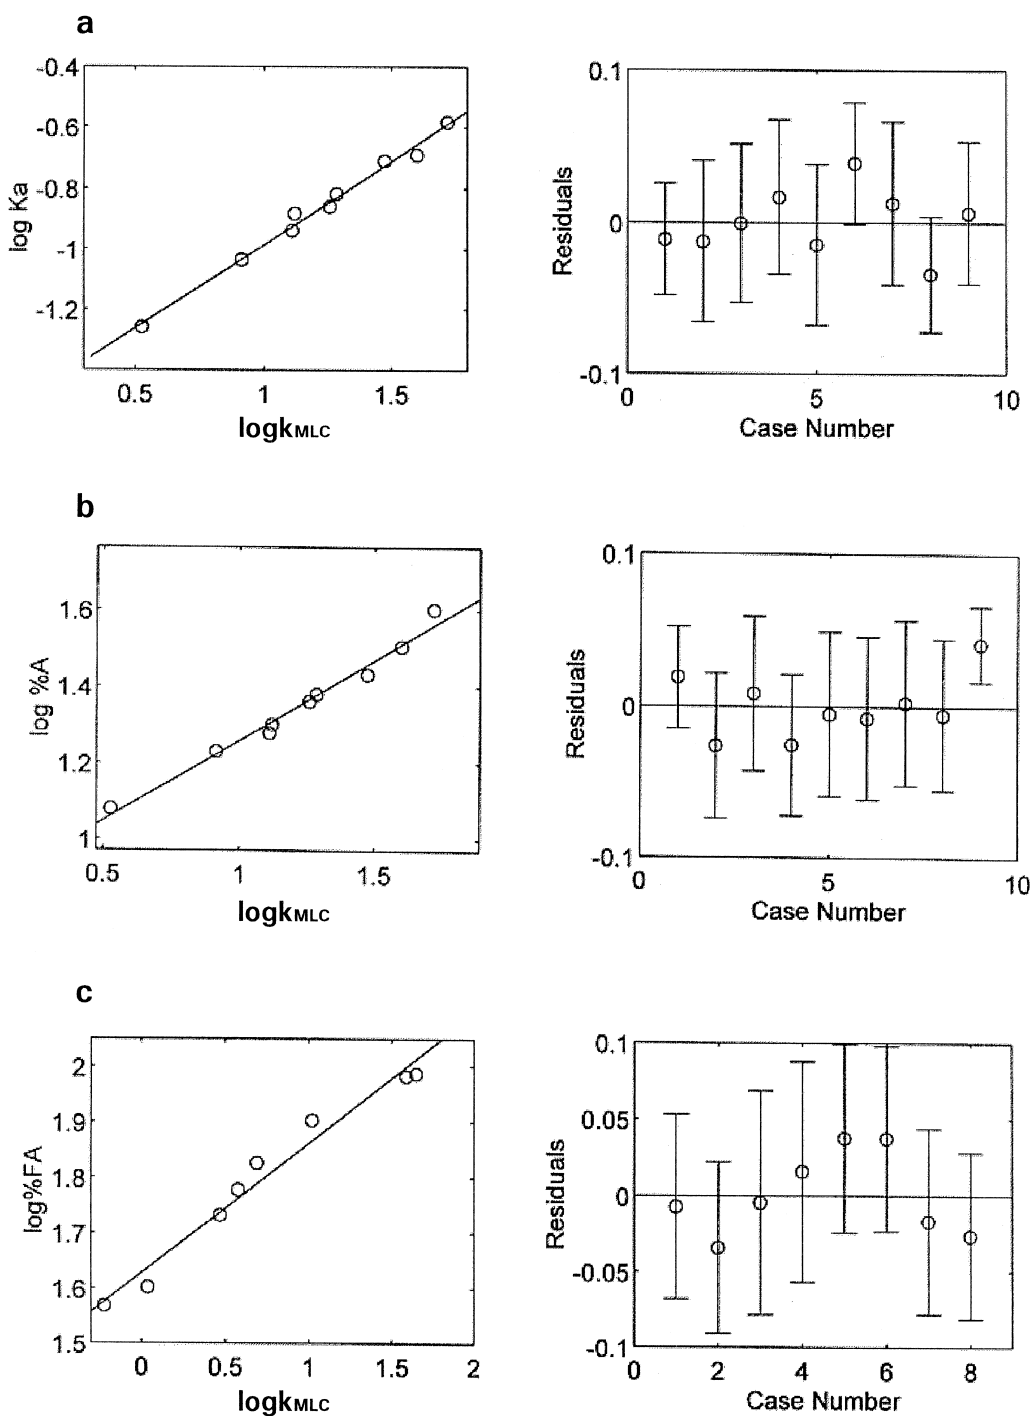 a
-0.4
-0.6
-0.8
-1
-1.2
0.5 1 1.5
log Ka
logkMLC
0.1
0
-0.1
0 5 10
Residuals
Case Number
b
1.6
1.4
1.2
1
0.5 1 1.5
log %A
logkMLC
0.1
0
-0.1
0 5 10
Residuals
Case Number
c
2
1.9
1.8
1.7
1.6
1.5
0 0.5 1 1.5 2
log%FA
logkMLC
0.1
0.05
0
-0.05
-0.1
0 2 4 6 8
Residuals
Case Number